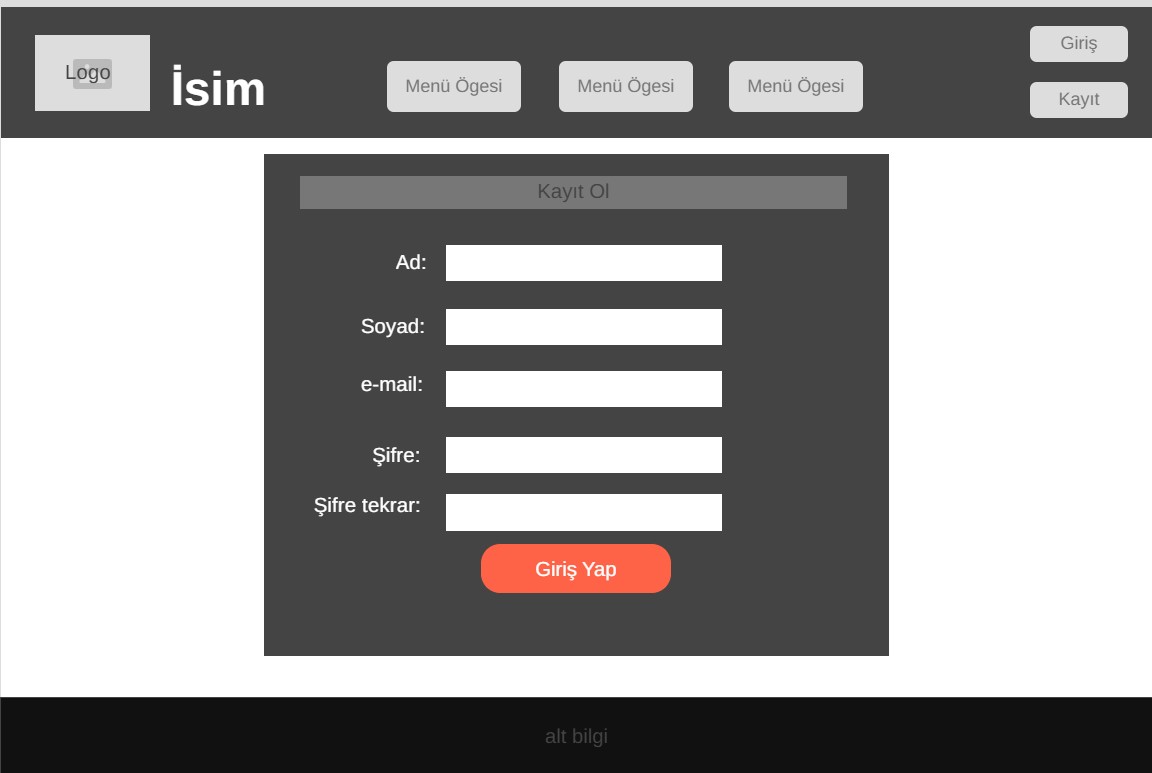 Logo
İsim
Menü Ögesi
Menü Ögesi
Menü Ögesi
Giriş
Kayıt
Kayıt Ol
Ad:
Soyad:
e-mail:
Şifre:
Şifre tekrar:
Giriş Yap
alt bilgi